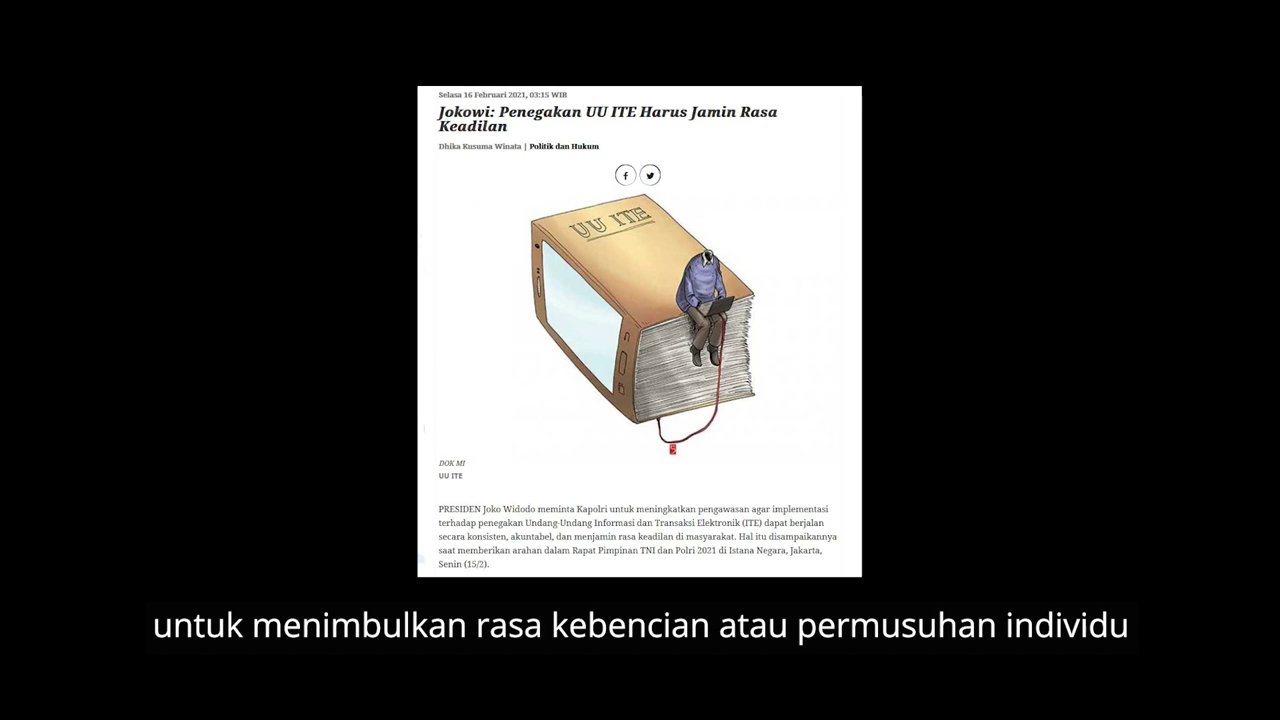 Selasa 16 Februari 2021, 03:15 WIB
Jokowi: Penegakan UU ITE Harus Jamin Rasa
Keadilan
Dhika Kusuma Winata | Politik dan Hukum
UU ITE
DOK MI
UU ITE
PRESIDEN Joko Widodo meminta Kapolri untuk meningkatkan pengawasan agar implementasi
terhadap penegakan Undang-Undang Informasi dan Transaksi Elektronik (ITE) dapat berjalan
secara konsisten, akuntabel, dan menjamin rasa keadilan di masyarakat. Hal itu disampaikannya
saat memberikan arahan dalam Rapat Pimpinan TNI dan Polri 2021 di Istana Negara, Jakarta,
Senin (15/2).
untuk menimbulkan rasa kebencian atau permusuhan individu